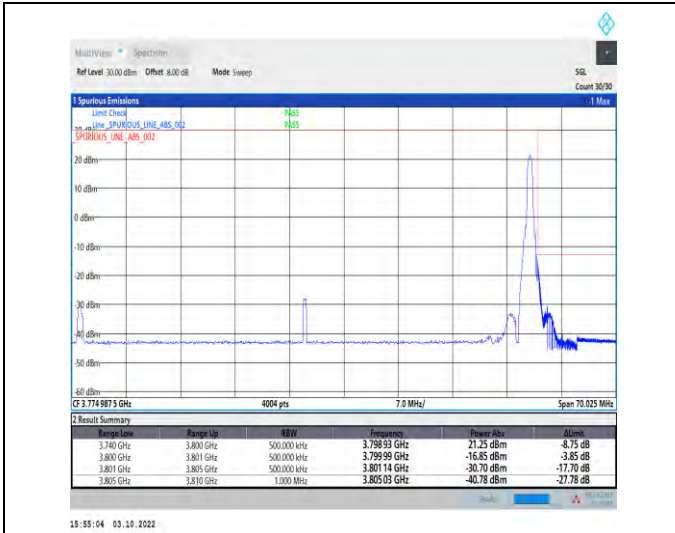 MultiView Spectrum
Ref Level 30.00 dBm Offset 8.00 dB Mode Sweep SGL
Count 30/30
1 Spurious Emissions 1 Max
Limit Check PASS
Line _SPURIOUS_LINE_ABS_002 PASS
_SPURIOUS_LINE_ABS_002
20 dBm
10 dBm
0 dBm
-10 dBm
-20 dBm
-30 dBm
-40 dBm
-50 dBm
-60 dBm
CF 3.774 987 5 GHz 4004 pts 7.0 MHz/ Span 70.025 MHz
2 Result Summary
Range Low Range Up RBW Frequency Power Abs ΔLimit
3.740 GHz 3.800 GHz 500.000 kHz 3.798 93 GHz 21.25 dBm -8.75 dB
3.800 GHz 3.801 GHz 500.000 kHz 3.799 99 GHz -16.85 dBm -3.85 dB
3.801 GHz 3.805 GHz 500.000 kHz 3.801 14 GHz -30.70 dBm -17.70 dB
3.805 GHz 3.810 GHz 1.000 MHz 3.805 03 GHz -40.78 dBm -27.78 dB
15:55:04 03.10.2022